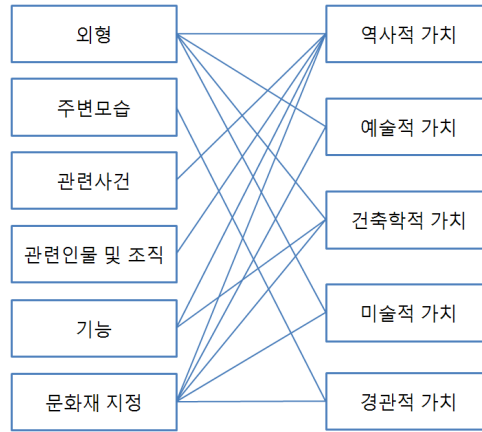 외형
주변모습
관련사건
관련인물 및 조직
기능
문화재 지정
역사적 가치
예술적 가치
건축학적 가치
미술적 가치
경관적 가치